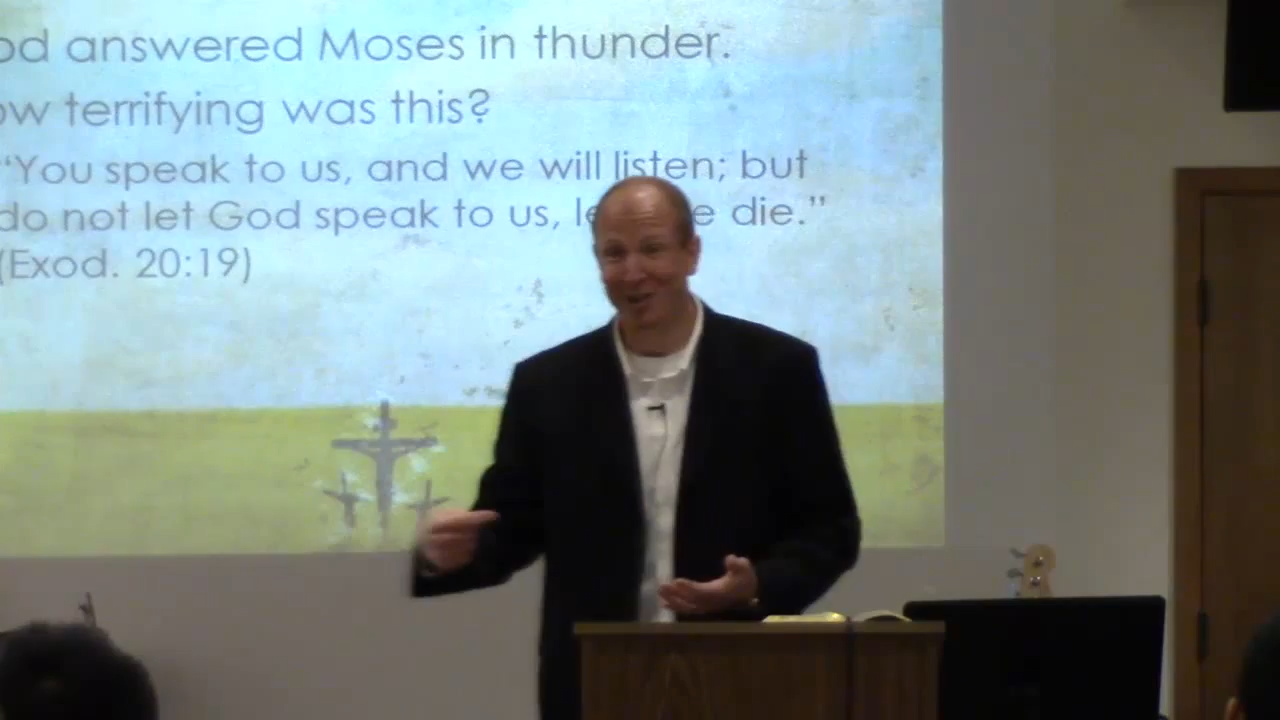 od answered Moses in thunder.
ow terrifying was this?
"You speak to us, and we will listen; but
do not let God speak to us, le e die."
(Exod. 20:19)